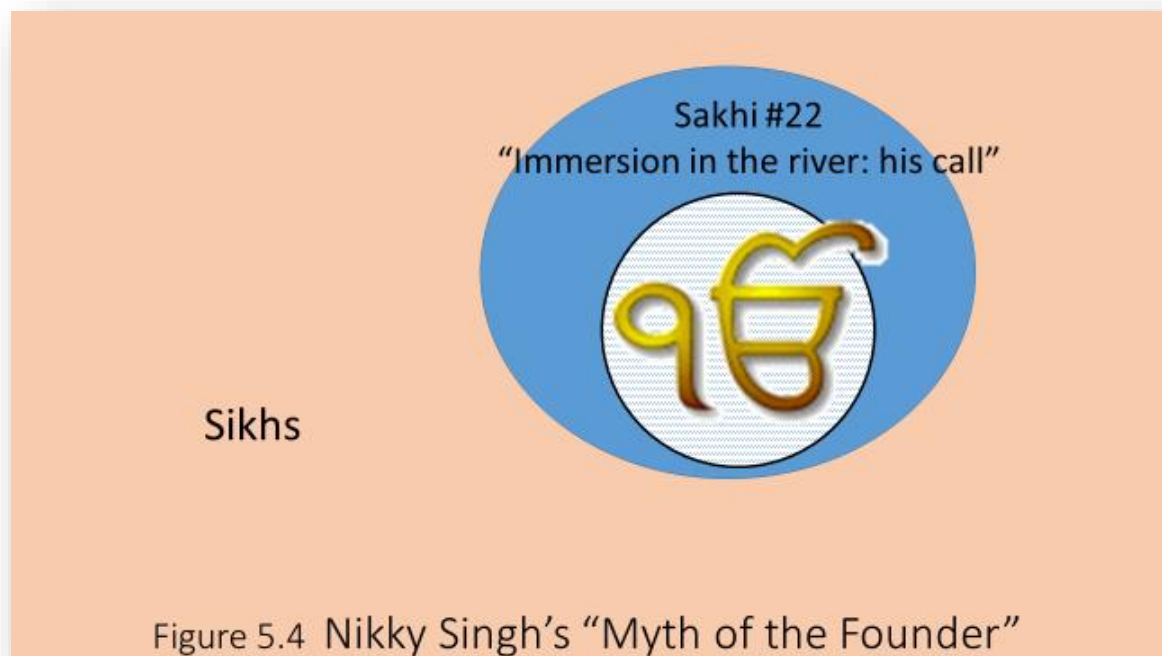 Sakhi #22
“Immersion in the river: his call”
ੴ
Sikhs
Figure 5.4 Nikky Singh’s “Myth of the Founder”